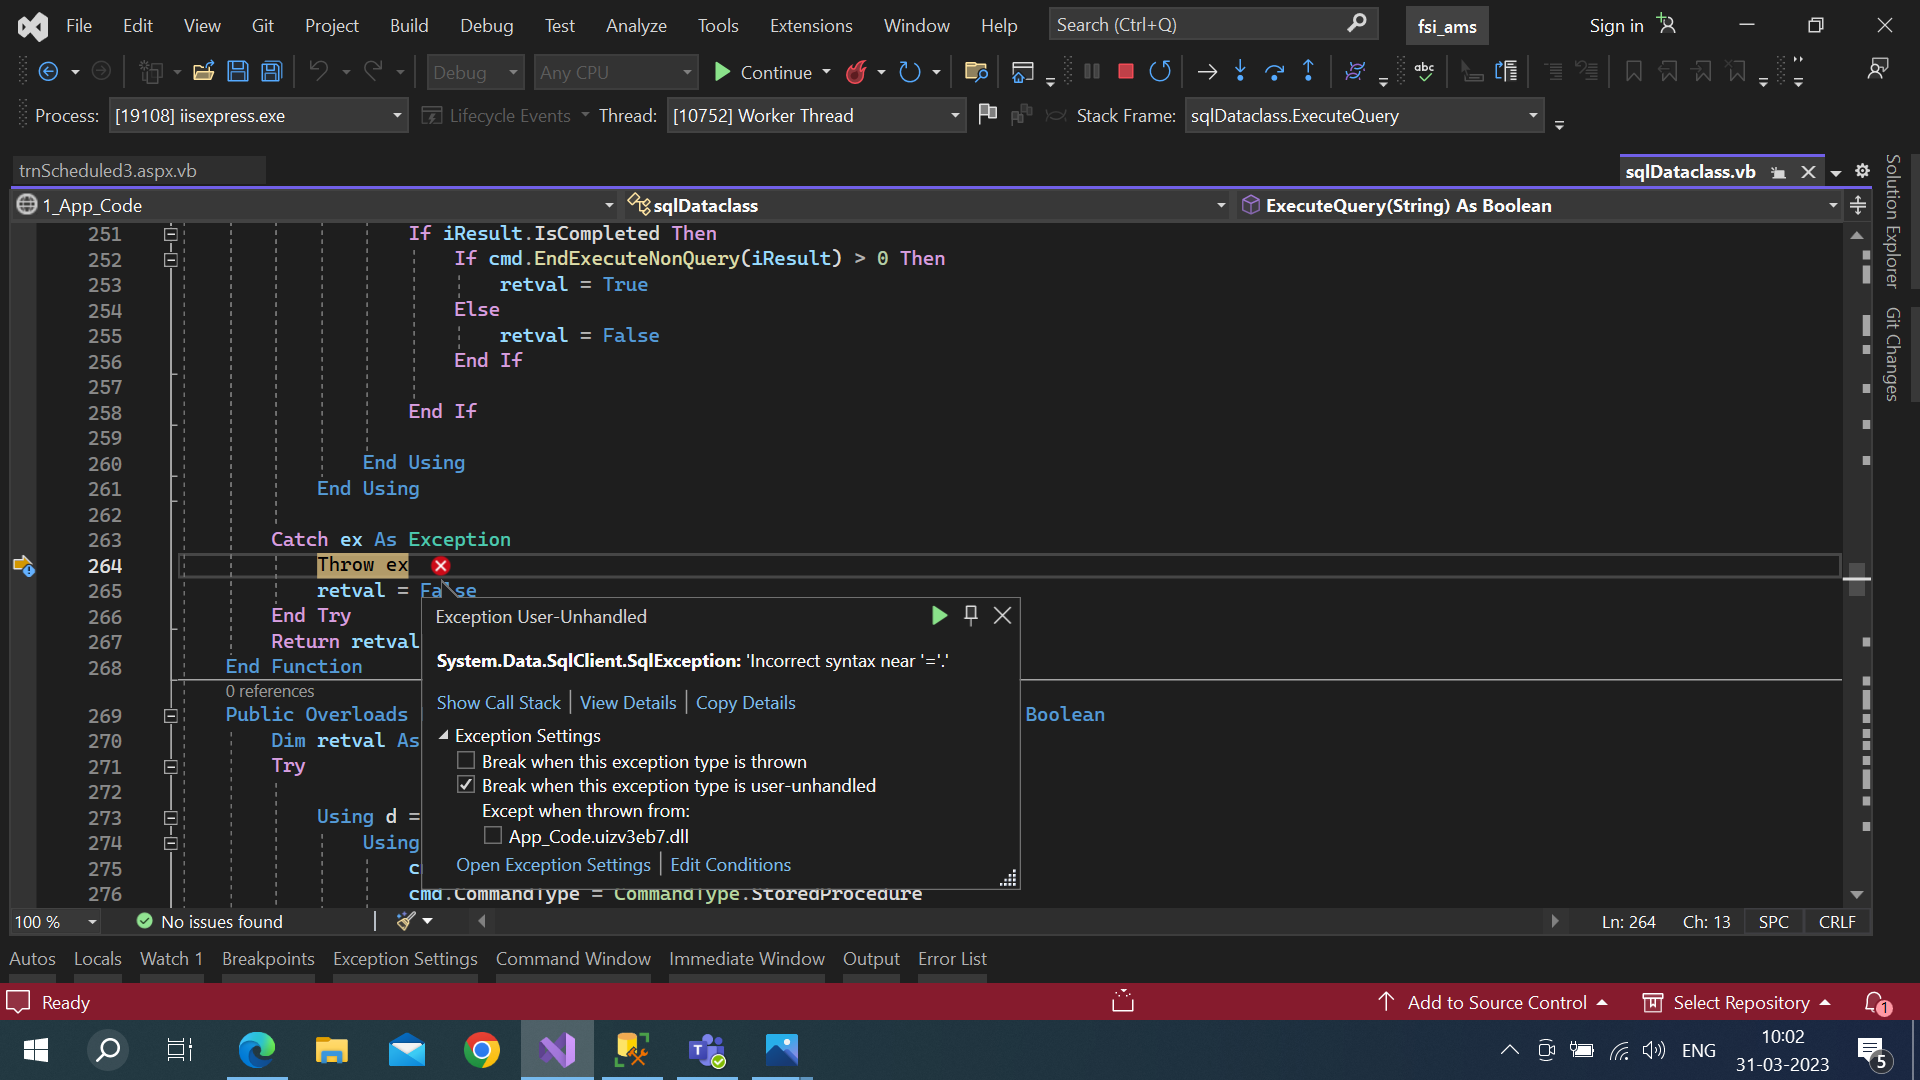 File Edit View Git Project Build Debug Test Analyze Tools Extensions Window Help Search (Ctrl+Q) fsi_ams Sign in
Debug Any CPU Continue
Process: [19108] iisexpress.exe Lifecycle Events Thread: [10752] Worker Thread Stack Frame: sqlDataclass.ExecuteQuery
trnScheduled3.aspx.vb sqlDataclass.vb
1_App_Code sqlDataclass ExecuteQuery(String) As Boolean
251 If iResult.IsCompleted Then
252 If cmd.EndExecuteNonQuery(iResult) > 0 Then
253 retval = True
254 Else
255 retval = False
256 End If
257
258 End If
259
260 End Using
261 End Using
262
263 Catch ex As Exception
264 Throw ex
265 retval = False
266 End Try
267 Return retval
268 End Function
0 references
269 Public Overloads Boolean
270 Dim retval As
271 Try
272
273 Using d =
274 Using
275 c
276 cmd.CommandType = CommandType.StoredProcedure
Exception User-Unhandled
System.Data.SqlClient.SqlException: 'Incorrect syntax near '='.'
Show Call Stack | View Details | Copy Details
Exception Settings
Break when this exception type is thrown
Break when this exception type is user-unhandled
Except when thrown from:
App_Code.uizv3eb7.dll
Open Exception Settings | Edit Conditions
Solution Explorer
Git Changes
100 % No issues found Ln: 264 Ch: 13 SPC CRLF
Autos Locals Watch 1 Breakpoints Exception Settings Command Window Immediate Window Output Error List
Ready Add to Source Control Select Repository 1
ENG 10:02
31-03-2023 5